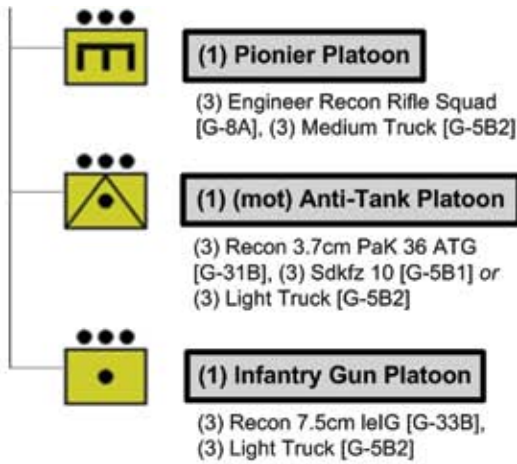 (1) Pionier Platoon
(3) Engineer Recon Rifle Squad
[G-8A], (3) Medium Truck [G-5B2]
(1) (mot) Anti-Tank Platoon
(3) Recon 3.7cm PaK 36 ATG
[G-31B], (3) Sdkfz 10 [G-5B1] or
(3) Light Truck [G-5B2]
(1) Infantry Gun Platoon
(3) Recon 7.5cm leIG [G-33B],
(3) Light Truck [G-5B2]